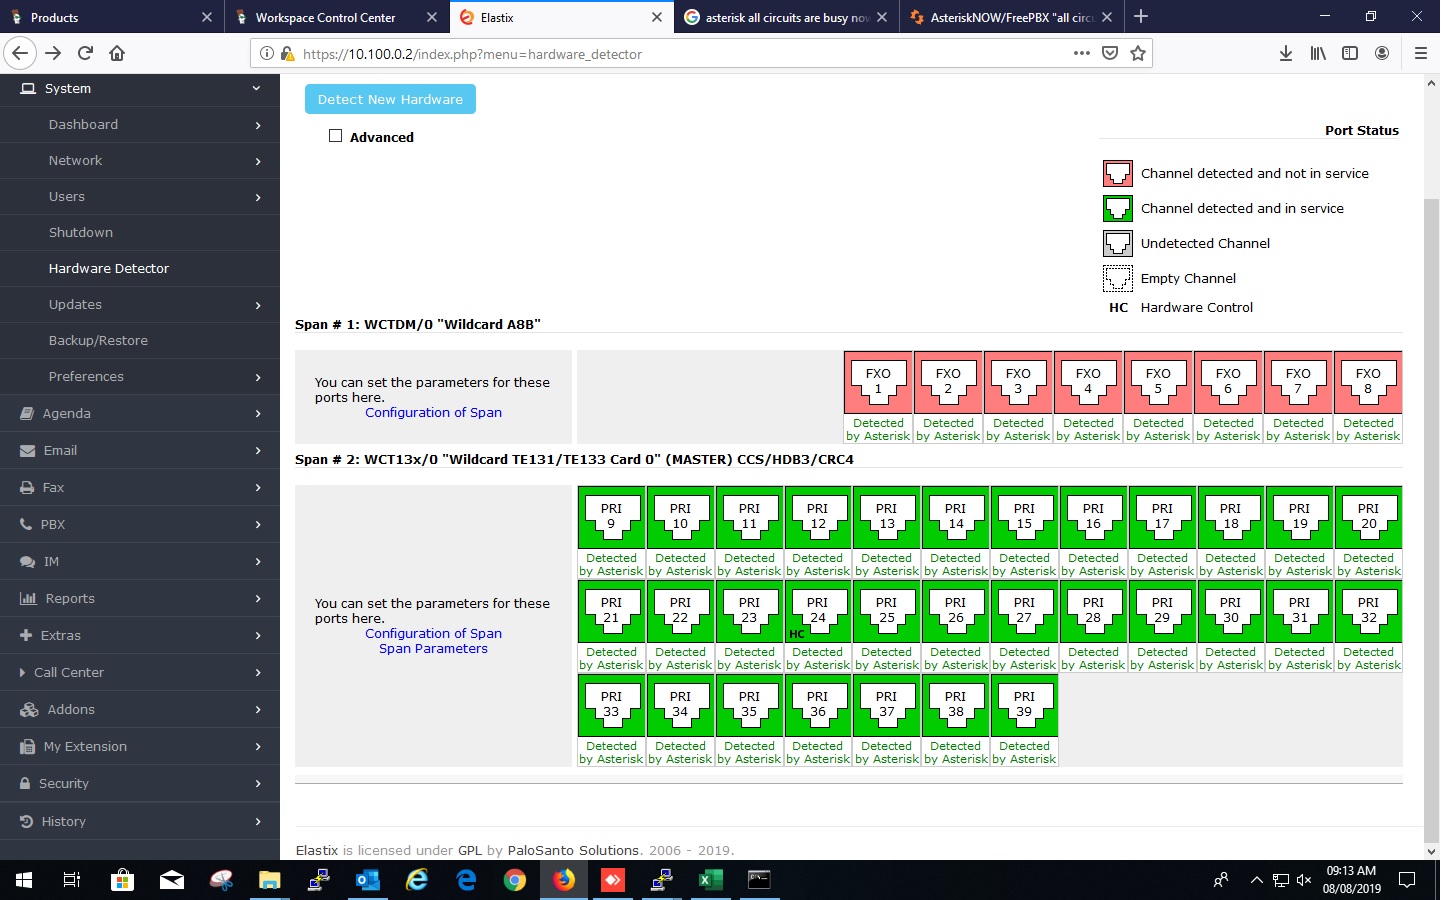 Products
Workspace Control Center
Elastix
asterisk all circuits are busy now
AsteriskNOW/FreePBX "all circu
https://10.100.0.2/index.php?menu=hardware_detector
System
Dashboard
Network
Users
Shutdown
Hardware Detector
Updates
Backup/Restore
Preferences
Agenda
Email
Fax
PBX
IM
Reports
Extras
Call Center
Addons
My Extension
Security
History
Detect New Hardware
Advanced
Port Status
Channel detected and not in service
Channel detected and in service
Undetected Channel
Empty Channel
HC Hardware Control
Span # 1: WCTDM/0 "Wildcard A8B"
You can set the parameters for these
ports here.
Configuration of Span
FXO FXO FXO FXO FXO FXO FXO FXO
1 2 3 4 5 6 7 8
Detected Detected Detected Detected Detected Detected Detected Detected
by Asterisk by Asterisk by Asterisk by Asterisk by Asterisk by Asterisk by Asterisk by Asterisk
Span # 2: WCT13x/0 "Wildcard TE131/TE133 Card 0" (MASTER) CCS/HDB3/CRC4
You can set the parameters for these
ports here.
Configuration of Span
Span Parameters
PRI PRI PRI PRI PRI PRI PRI PRI PRI PRI PRI PRI
9 10 11 12 13 14 15 16 17 18 19 20
Detected Detected Detected Detected Detected Detected Detected Detected Detected Detected Detected Detected
by Asterisk by Asterisk by Asterisk by Asterisk by Asterisk by Asterisk by Asterisk by Asterisk by Asterisk by Asterisk by Asterisk by Asterisk
PRI PRI PRI PRI PRI PRI PRI PRI PRI PRI PRI PRI
21 22 23 24 25 26 27 28 29 30 31 32
HC
Detected Detected Detected Detected Detected Detected Detected Detected Detected Detected Detected Detected
by Asterisk by Asterisk by Asterisk by Asterisk by Asterisk by Asterisk by Asterisk by Asterisk by Asterisk by Asterisk by Asterisk by Asterisk
PRI PRI PRI PRI PRI PRI PRI
33 34 35 36 37 38 39
Detected Detected Detected Detected Detected Detected Detected
by Asterisk by Asterisk by Asterisk by Asterisk by Asterisk by Asterisk by Asterisk
Elastix is licensed under GPL by PaloSanto Solutions. 2006 - 2019.
09:13 AM
08/08/2019